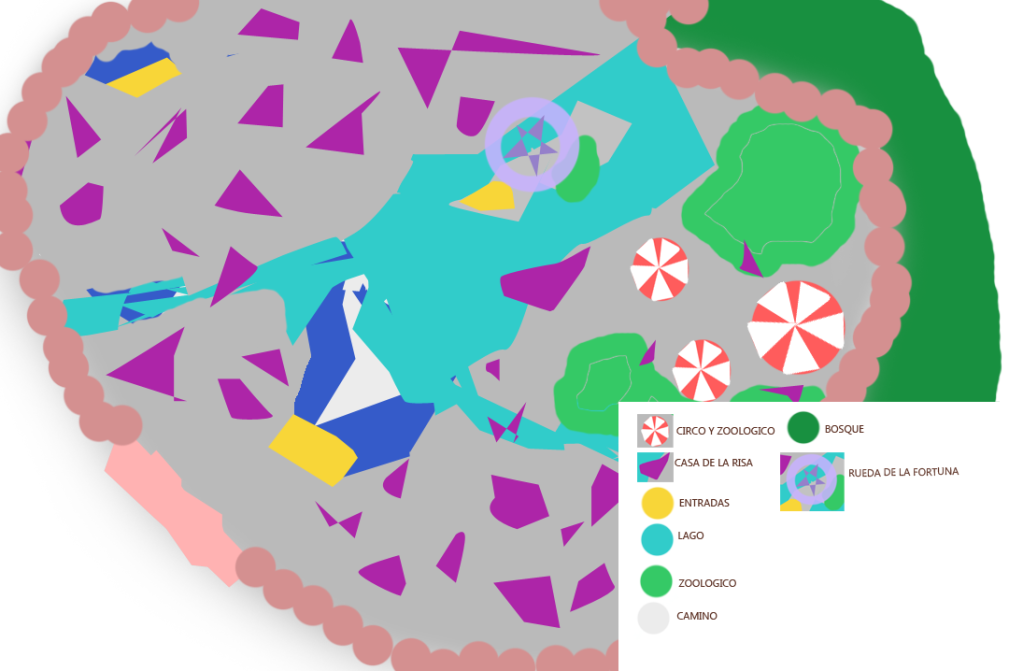 CIRCO Y ZOOLOGICO
CASA DE LA RISA
ENTRADAS
LAGO
ZOOLOGICO
CAMINO
BOSQUE
RUEDA DE LA FORTUNA